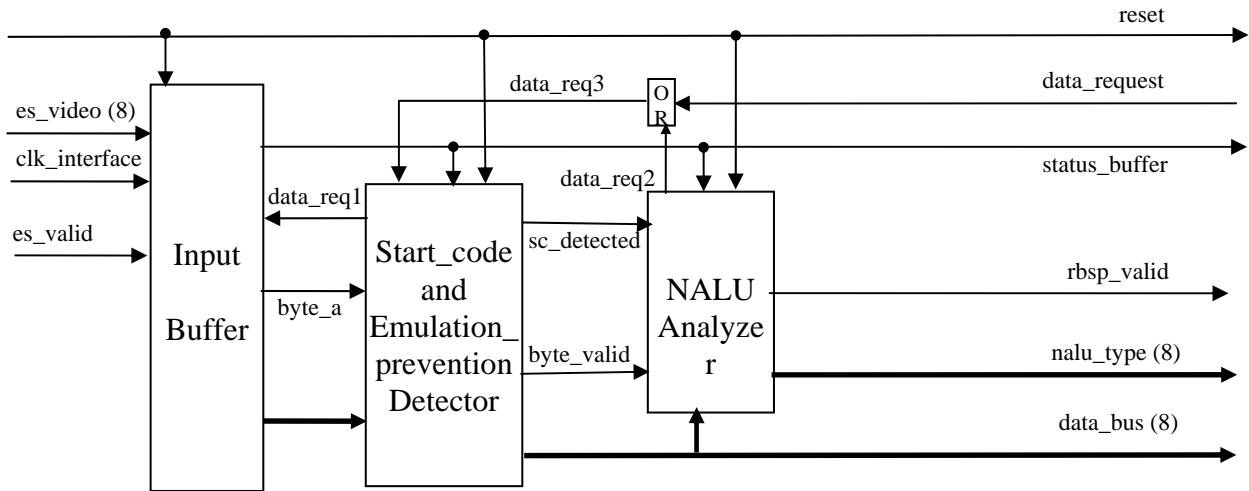 reset
data_req3
O
R
data_request
es_video (8)
clk_interface
status_buffer
data_req2
data_req1
es_valid
sc_detected
Input
Buffer
Start_code
and
Emulation_
prevention
Detector
byte_a
byte_valid
NALU
Analyze
r
rbsp_valid
nalu_type (8)
data_bus (8)